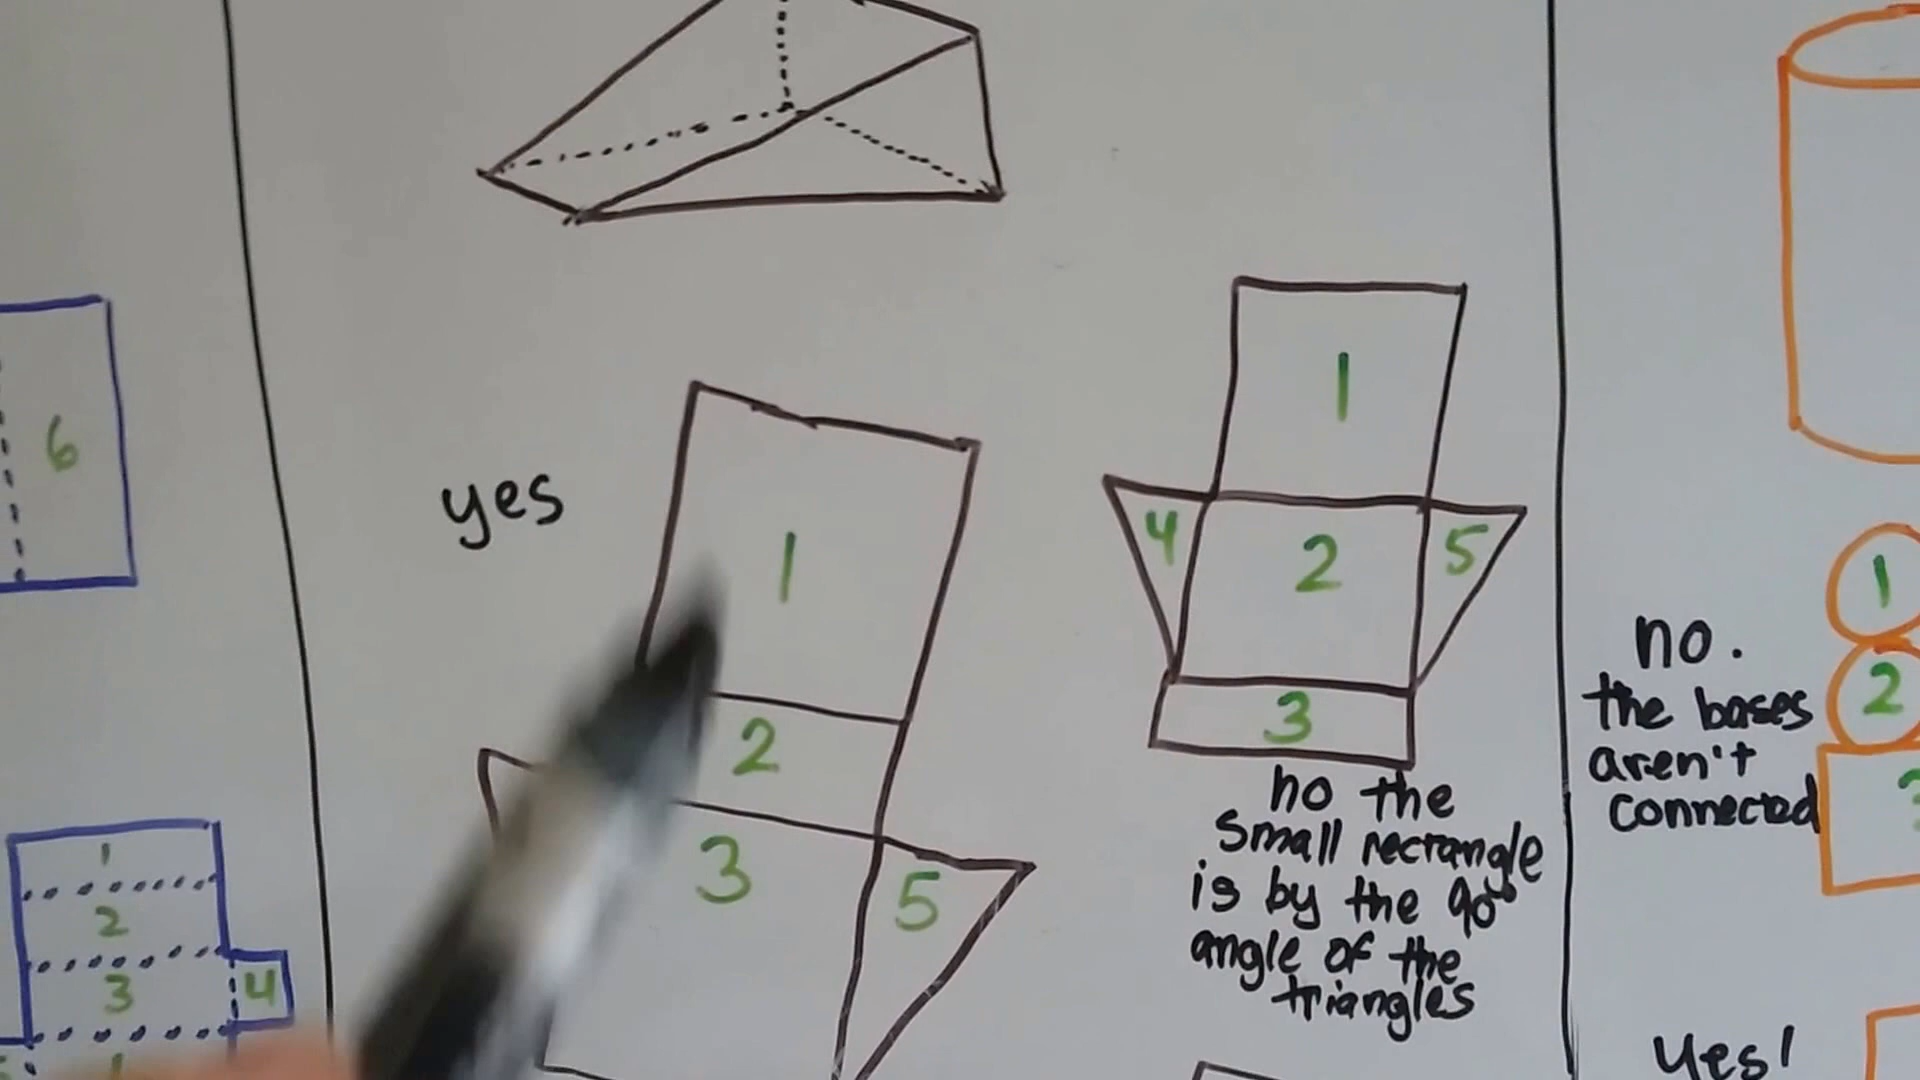 6
1
2
3
4
yes
1
2
3
5
1
4
2
5
3
no the
small rectangle
is by the 90°
angle of the
triangles
no.
the bases
aren't
connected
1
2
yes!